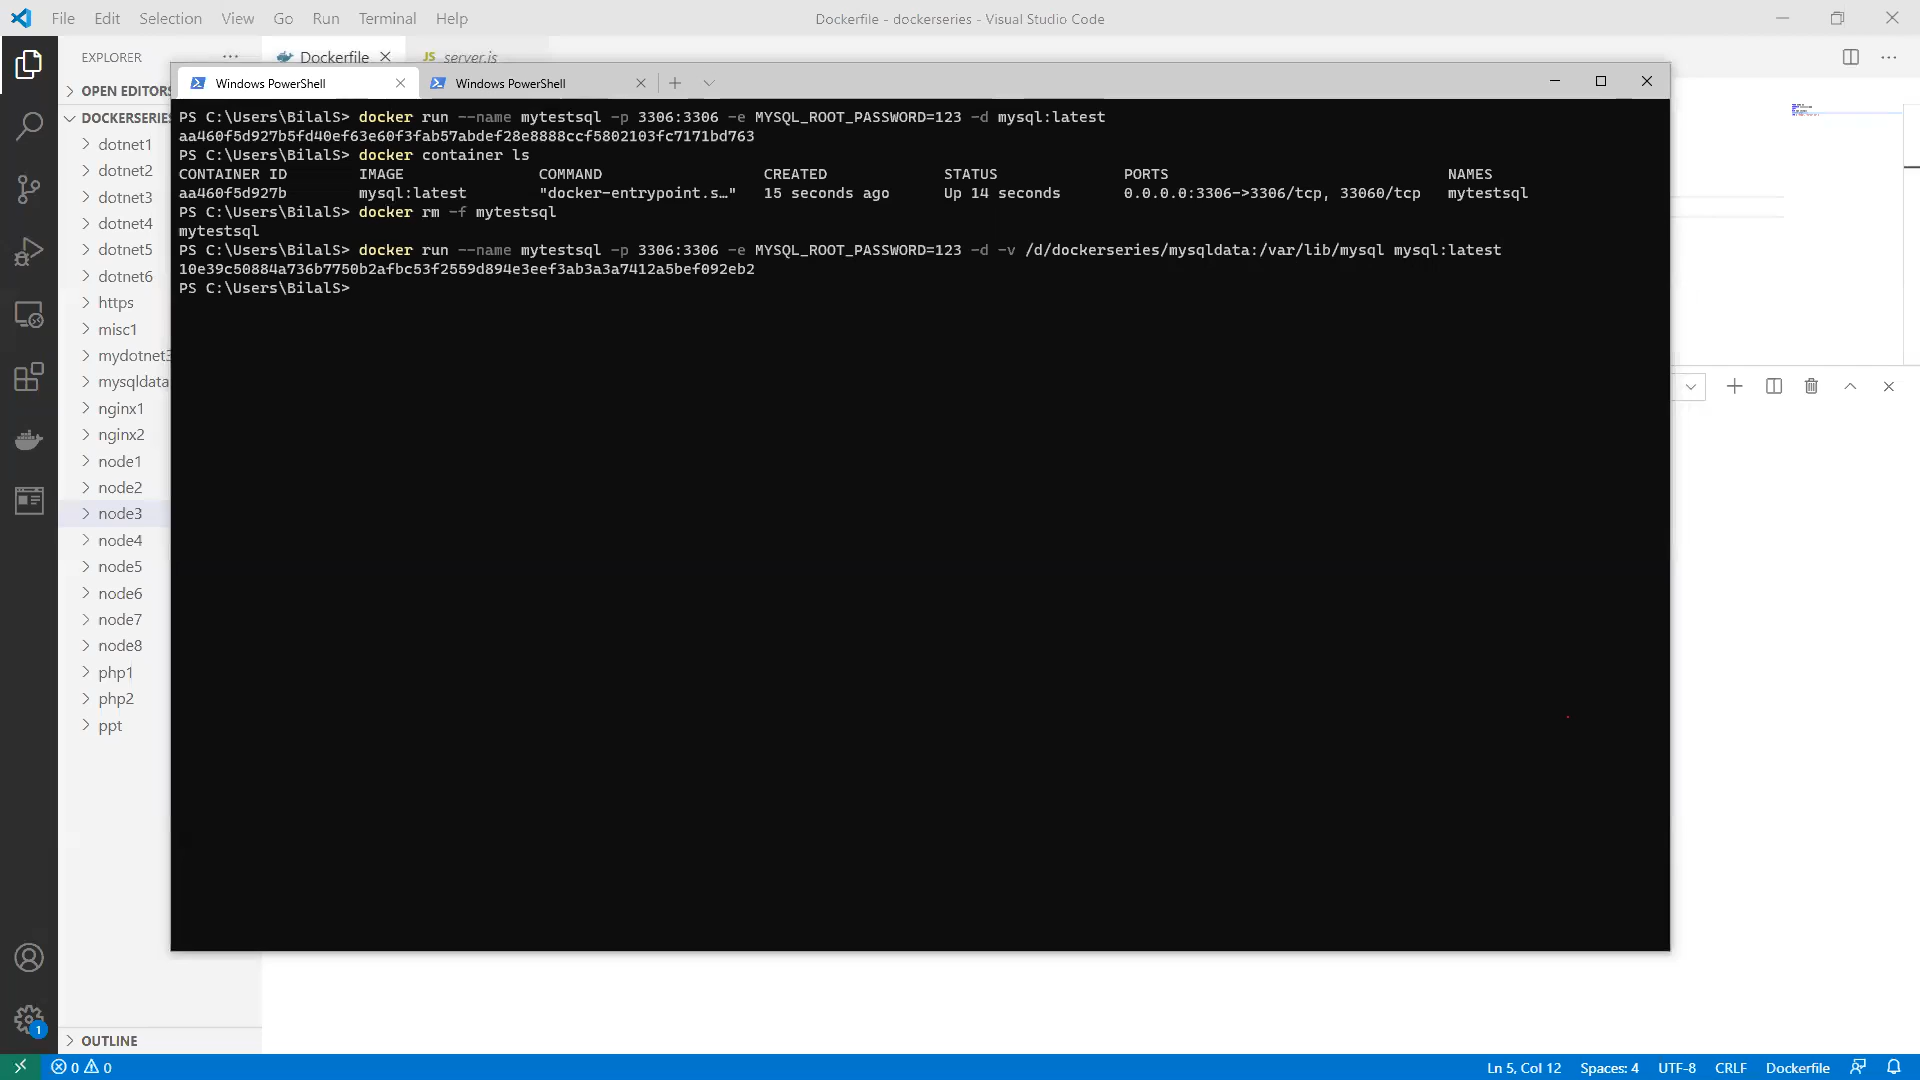 File Edit Selection View Go Run Terminal Help
Dockerfile - dockerseries - Visual Studio Code
EXPLORER
Dockerfile
JS server.js
OPEN EDITORS
DOCKERSERIES
dotnet1
dotnet2
dotnet3
dotnet4
dotnet5
dotnet6
https
misc1
mydotnet3
mysqldata
nginx1
nginx2
node1
node2
node3
node4
node5
node6
node7
node8
php1
php2
ppt
OUTLINE
Windows PowerShell
Windows PowerShell
PS C:\Users\BilalS> docker run --name mytestsql -p 3306:3306 -e MYSQL_ROOT_PASSWORD=123 -d mysql:latest
aa460f5d927b5fd40ef63e60f3fab57abdef28e8888ccf5802103fc7171bd763
PS C:\Users\BilalS> docker container ls
CONTAINER ID IMAGE COMMAND CREATED STATUS PORTS NAMES
aa460f5d927b mysql:latest "docker-entrypoint.s…" 15 seconds ago Up 14 seconds 0.0.0.0:3306->3306/tcp, 33060/tcp mytestsql
PS C:\Users\BilalS> docker rm -f mytestsql
mytestsql
PS C:\Users\BilalS> docker run --name mytestsql -p 3306:3306 -e MYSQL_ROOT_PASSWORD=123 -d -v /d/dockerseries/mysqldata:/var/lib/mysql mysql:latest
10e39c50884a736b7750b2afbc53f2559d894e3eef3ab3a3a7412a5bef092eb2
PS C:\Users\BilalS>
1
0 0
Ln 5, Col 12 Spaces: 4 UTF-8 CRLF Dockerfile